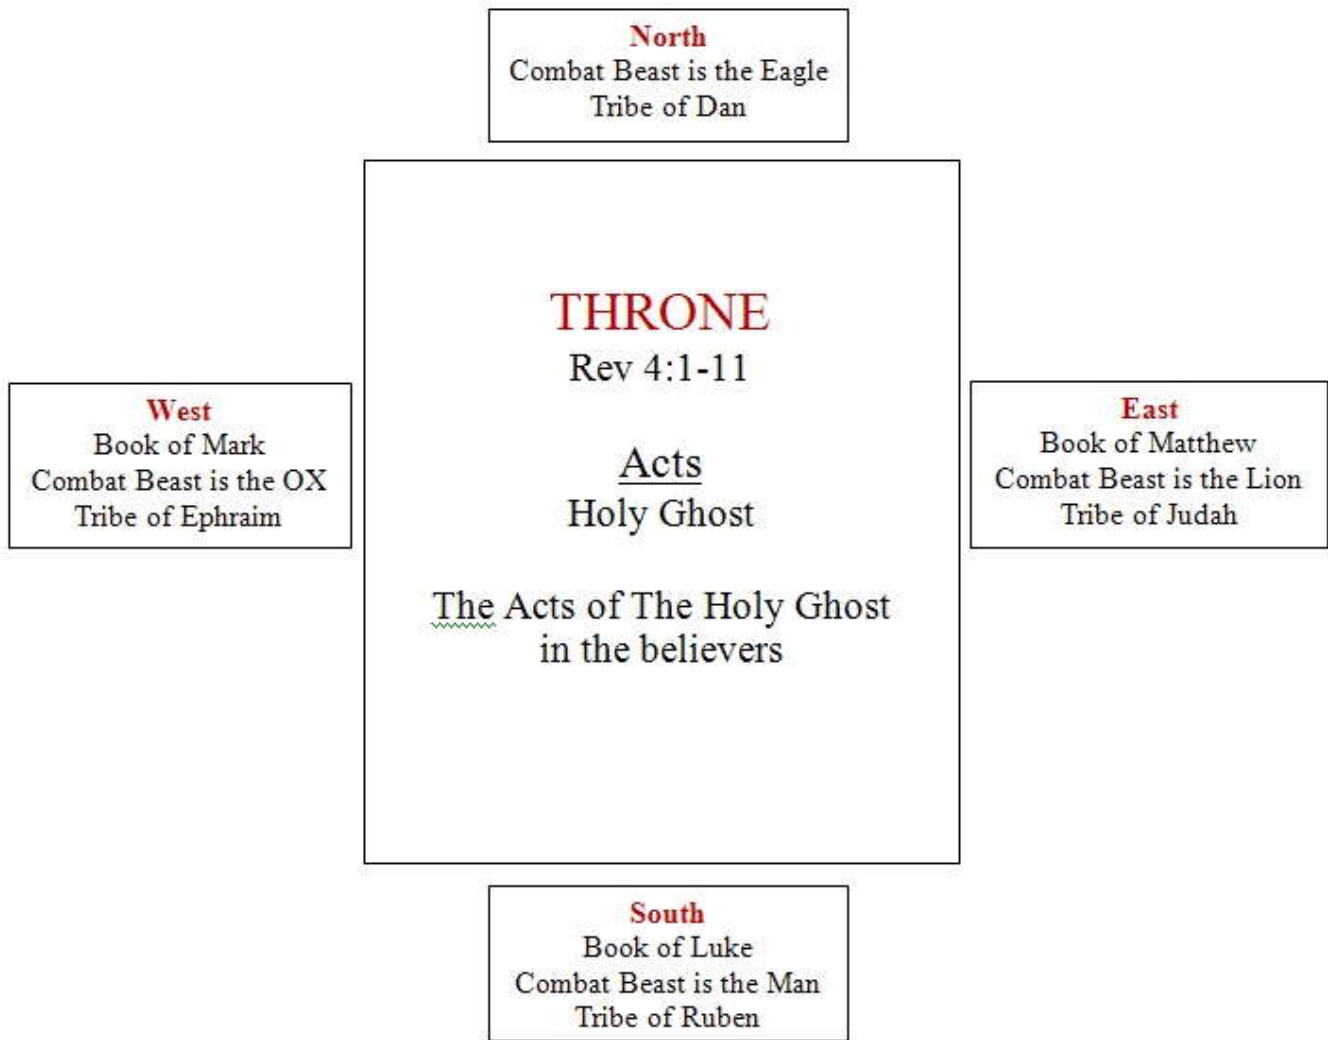 North
Combat Beast is the Eagle
Tribe of Dan
THRONE
Rev 4:1-11
Acts
Holy Ghost
The Acts of The Holy Ghost
in the believers
West
Book of Mark
Combat Beast is the OX
Tribe of Ephraim
East
Book of Matthew
Combat Beast is the Lion
Tribe of Judah
South
Book of Luke
Combat Beast is the Man
Tribe of Ruben